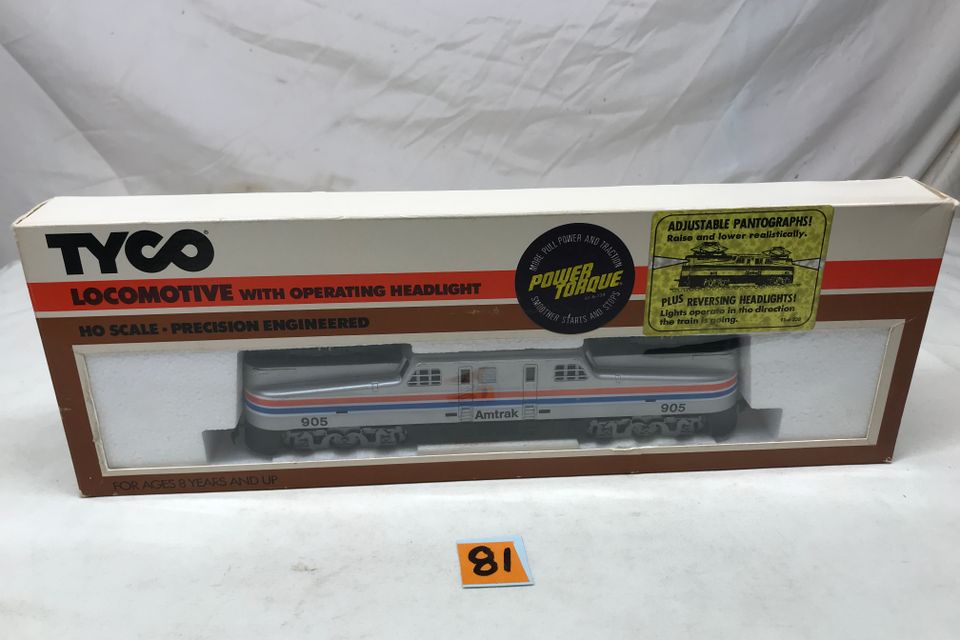 TYCO
LOCOMOTIVE WITH OPERATING HEADLIGHT
HO SCALE • PRECISION ENGINEERED
MORE PULL POWER AND TRACTION
POWER TORQUE
SMOOTHER STARTS AND STOPS
ADJUSTABLE PANTOGRAPHS!
Raise and lower realistically.
PLUS REVERSING HEADLIGHTS!
Lights operate in the direction
the train is going.
905
Amtrak
905
FOR AGES 8 YEARS AND UP
81